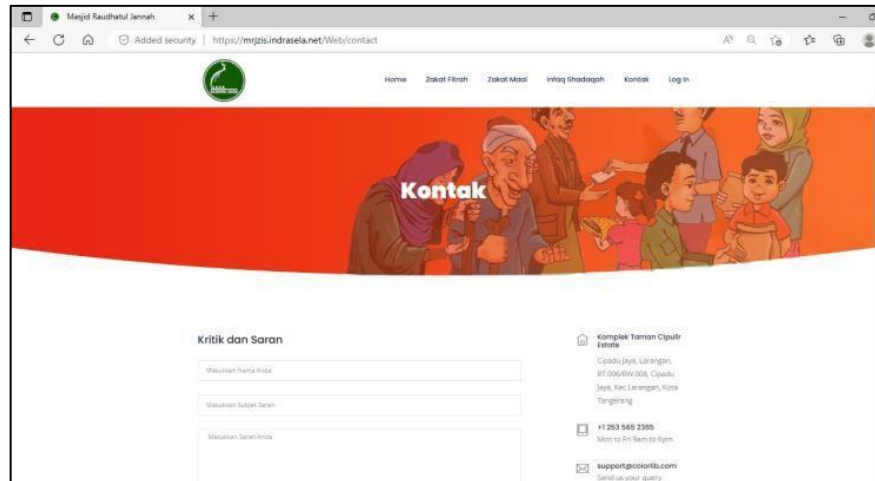 Masjid Raudhatul Jannah
Added security
https://mrjzis.indrasela.net/Web/contact
Home Zakat Fitrah Zakat Maal Infaq Shadaqah Kontak Log in
Kontak
Kritik dan Saran
Masukkan Nama Anda
Masukkan Subjek Saran
Masukkan Saran Anda
Komplek Taman Cipulir
Estate
Cipadu Jaya, Larangan,
RT.006/RW 008, Cipadu
Jaya, Kec Larangan, Kota
Tangerang
+1 253 565 2365
Mon to Fri 9am to 6pm
support@colorlib.com
Send us your query